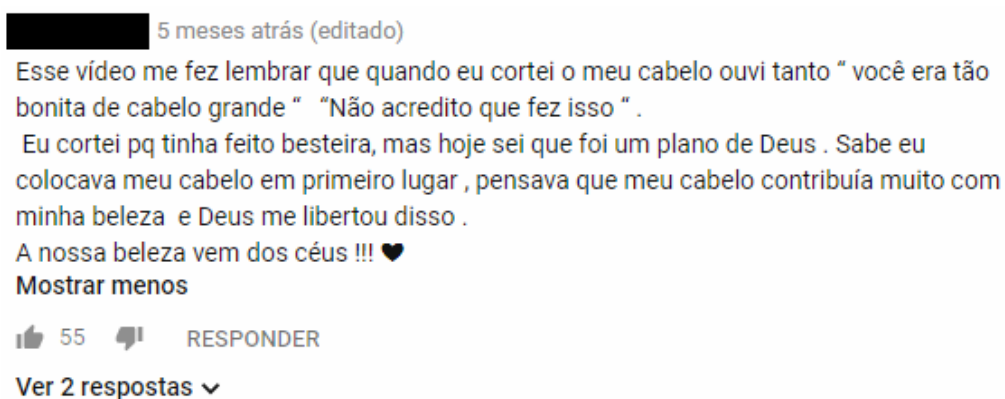 5 meses atrás (editado)
Esse vídeo me fez lembrar que quando eu cortei o meu cabelo ouvi tanto “ você era tão
bonita de cabelo grande “   “Não acredito que fez isso “ .
Eu cortei pq tinha feito besteira, mas hoje sei que foi um plano de Deus . Sabe eu
colocava meu cabelo em primeiro lugar , pensava que meu cabelo contribuía muito com
minha beleza  e Deus me libertou disso .
A nossa beleza vem dos céus !!! 🖤
Mostrar menos
55 RESPONDER
Ver 2 respostas